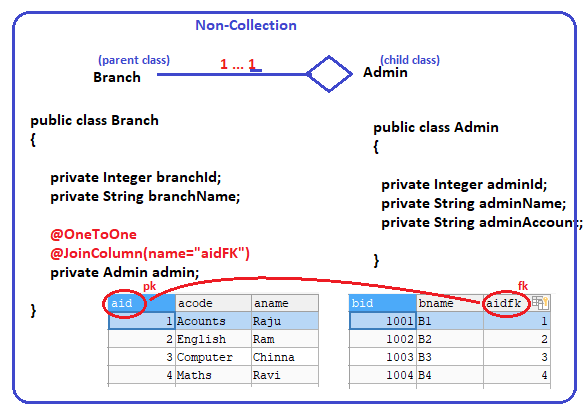 Non-Collection
(parent class)
(child class)
1 ... 1
Branch
Admin
public class Branch
{
private Integer branchId;
private String branchName;
@OneToOne
@JoinColumn(name="aidFK")
private Admin admin;
}
public class Admin
{
private Integer adminId;
private String adminName;
private String adminAccount;
}
pk
aid acode aname
1 Acounts Raju
2 English Ram
3 Computer Chinna
4 Maths Ravi
fk
bid bname aidfk
1001 B1 1
1002 B2 2
1003 B3 3
1004 B4 4